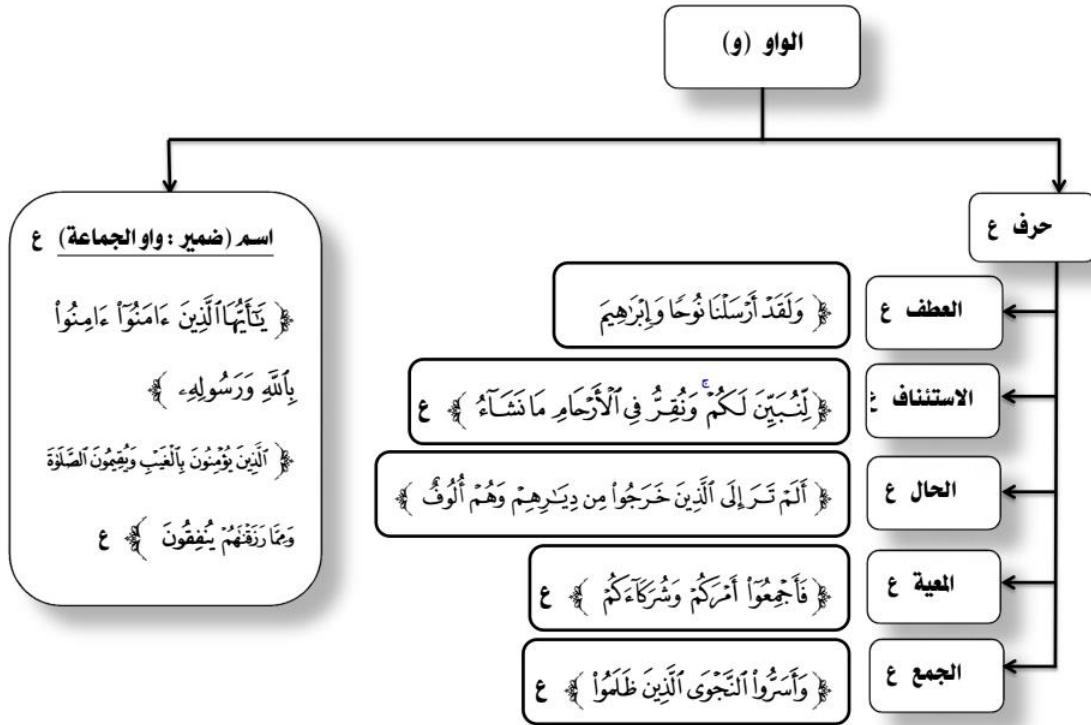 الواو (و)
حرف ع
العطف ع
﴿ وَلَقَدْ أَرْسَلْنَا نُوحًا وَإِبْرَٰهِيمَ
الاستئناف ع
﴿ لِّنُبَيِّنَ لَكُمْ ۚ وَنُقِرُّ فِي ٱلْأَرْحَامِ مَا نَشَآءُ ﴾ ع
الحال ع
﴿ أَلَمْ تَرَ إِلَى ٱلَّذِينَ خَرَجُوا۟ مِن دِيَٰرِهِمْ وَهُمْ أُلُوفٌ ﴾
المعية ع
﴿ فَأَجْمِعُوٓا۟ أَمْرَكُمْ وَشُرَكَآءَكُمْ ﴾ ع
الجمع ع
﴿ وَأَسَرُّوا۟ ٱلنَّجْوَى ٱلَّذِينَ ظَلَمُوا۟ ﴾ ع
اسم (ضمير : واو الجماعة) ع
﴿ يَٰٓأَيُّهَا ٱلَّذِينَ ءَامَنُوٓا۟ ءَامِنُوا۟
بِٱللَّهِ وَرَسُولِهِۦ ﴾
﴿ ٱلَّذِينَ يُؤْمِنُونَ بِٱلْغَيْبِ وَيُقِيمُونَ ٱلصَّلَوٰةَ
وَمِمَّا رَزَقْنَٰهُمْ يُنفِقُونَ ﴾ ع